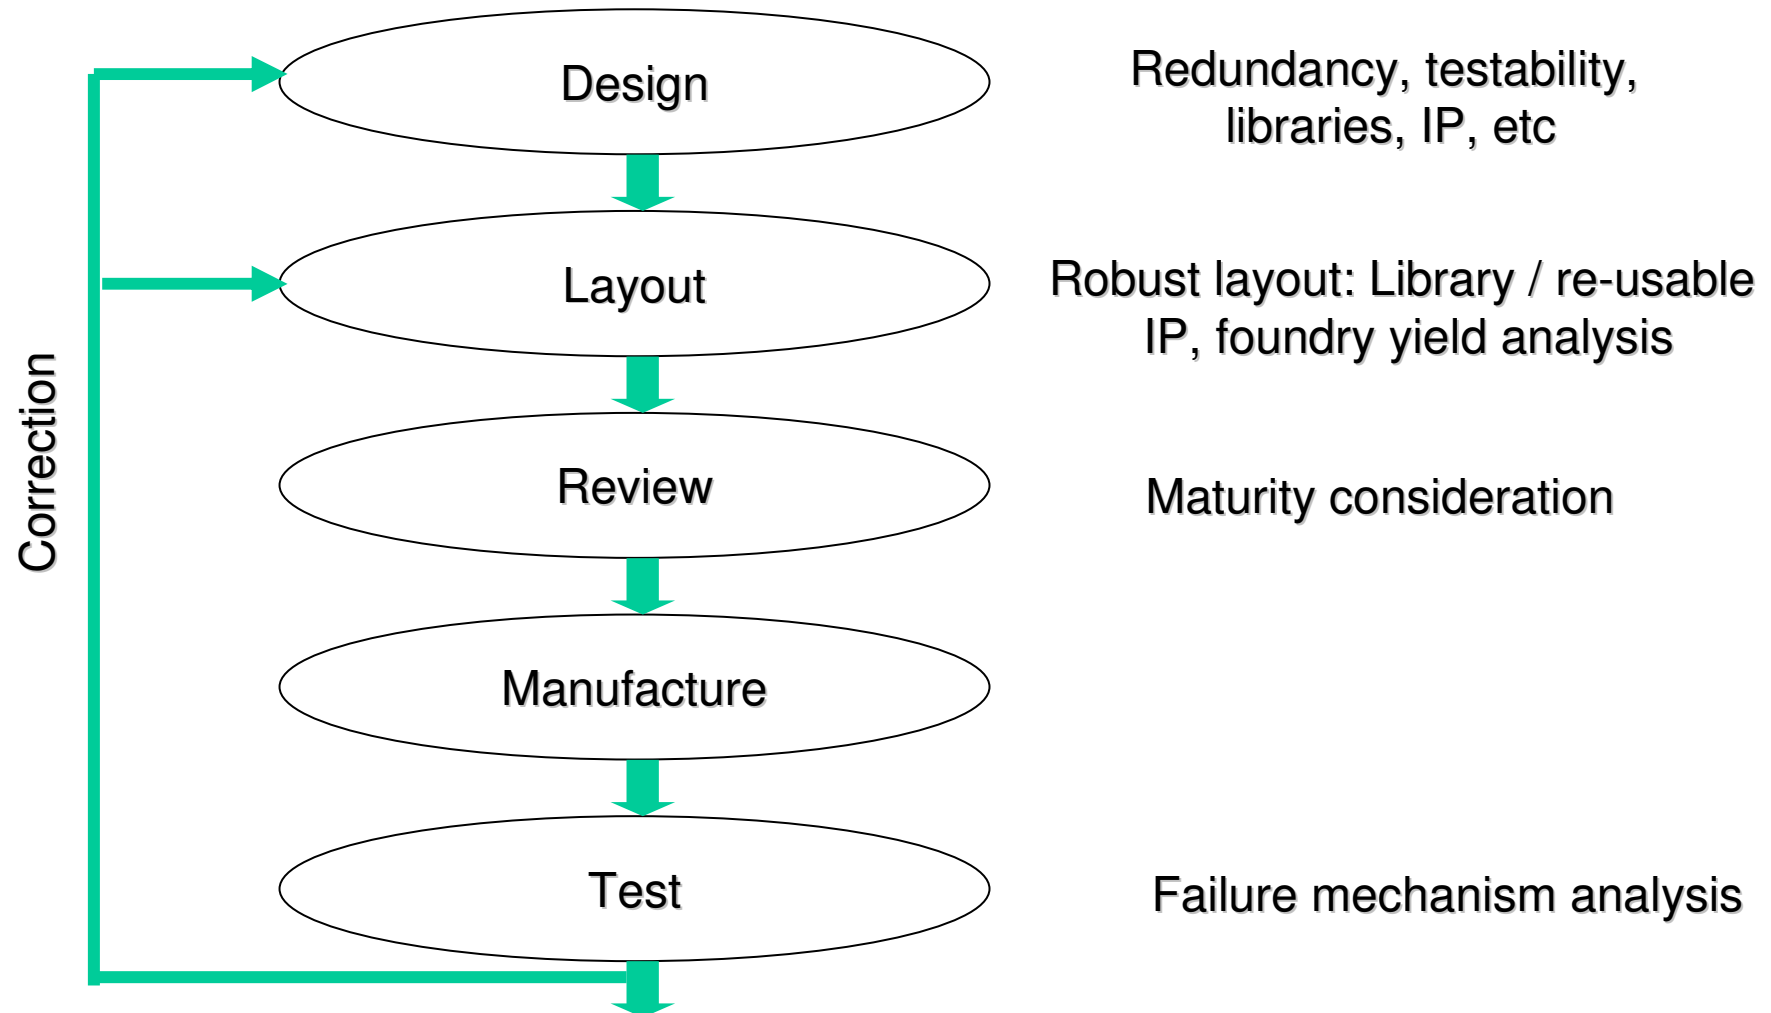 Design
Redundancy, testability,
libraries, IP, etc
Layout
Robust layout: Library / re-usable
IP, foundry yield analysis
Correction
Review
Maturity consideration
Manufacture
Test
Failure mechanism analysis